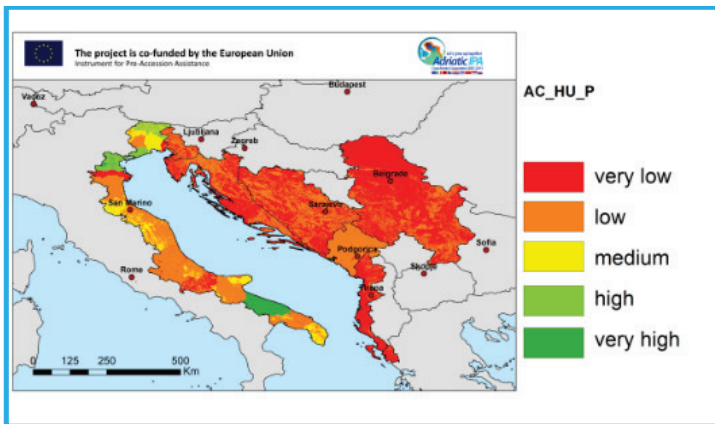 The project is co-funded by the European Union
Instrument for Pre-Accession Assistance
Adriatic IPA
AC_HU_P
very low
low
medium
high
very high
Budapest
Vaduz
Ljubljana
Zagreb
Belgrade
San Marino
Sarajevo
Podgorica
Sofia
Skopje
Rome
Tirana
0 125 250 500
Km